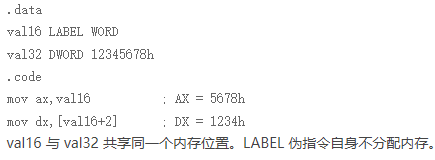 .data
val16 LABEL WORD
val32 DWORD 12345678h
.code
mov ax,val16 ; AX = 5678h
mov dx,[val16+2] ; DX = 1234h
val16 与 val32 共享同一个内存位置。LABEL 伪指令自身不分配内存。